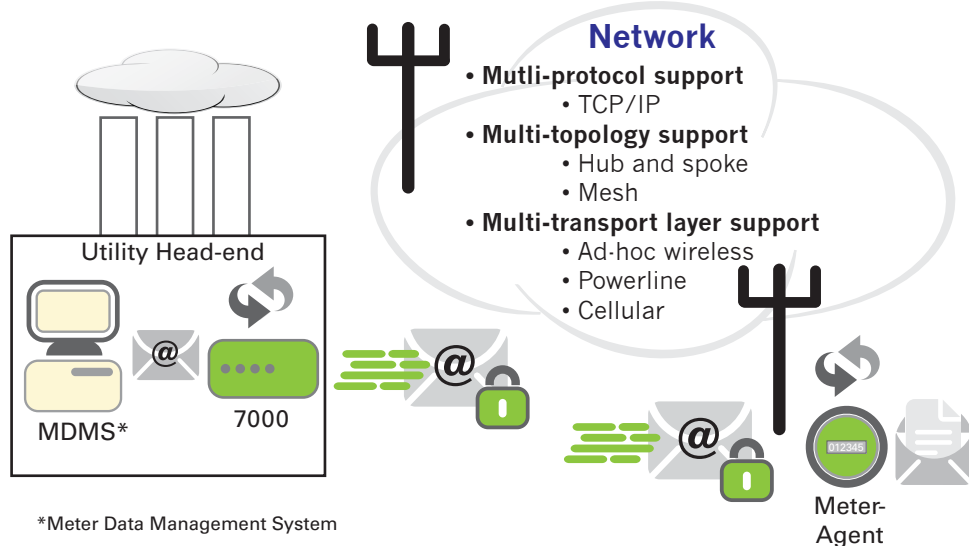 Network
• Mutli-protocol support
• TCP/IP
• Multi-topology support
• Hub and spoke
• Mesh
• Multi-transport layer support
• Ad-hoc wireless
• Powerline
• Cellular
Utility Head-end
@
MDMS*
7000
@
@
012345
Meter-
Agent
*Meter Data Management System